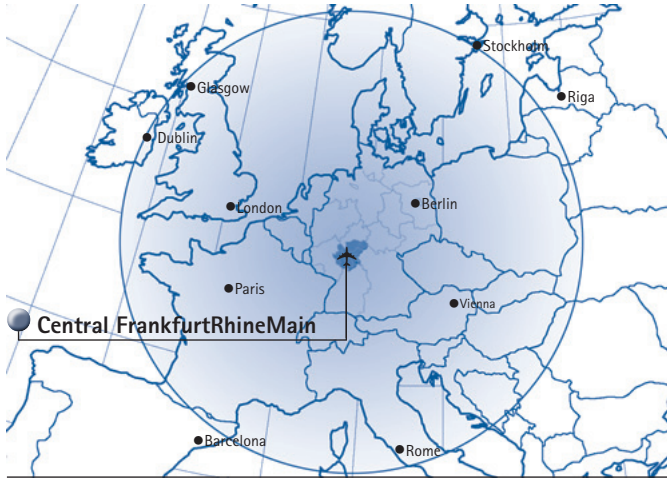 Stockholm
Glasgow
Riga
Dublin
London
Berlin
Paris
Vienna
Central FrankfurtRhineMain
Barcelona
Rome